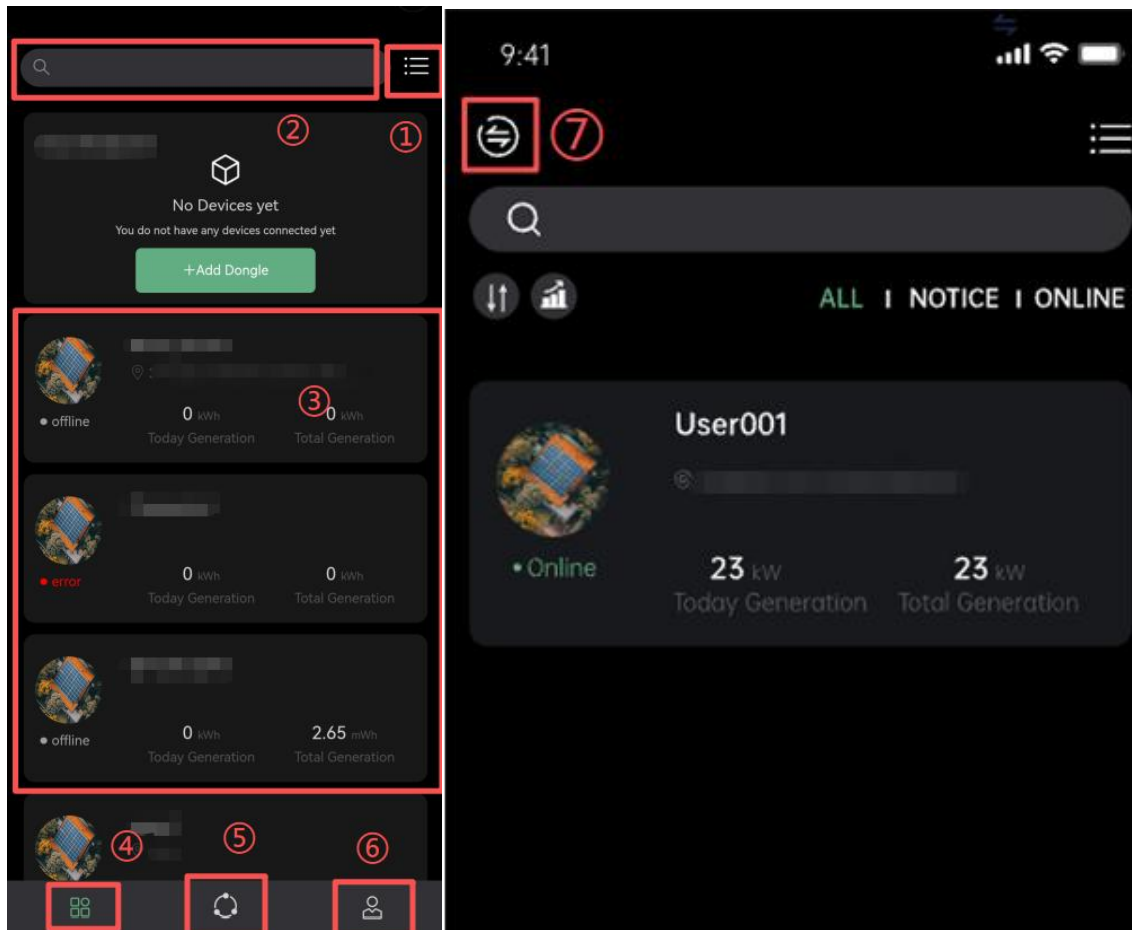 ①
②
No Devices yet
You do not have any devices connected yet
+Add Dongle
③
offline
0 kWh 0 kWh
Today Generation Total Generation
error
0 kWh 0 kWh
Today Generation Total Generation
offline
0 kWh 2.65 mWh
Today Generation Total Generation
④
⑤
⑥
9:41
⑦
ALL I NOTICE I ONLINE
User001
Online
23 kW 23 kW
Today Generation Total Generation